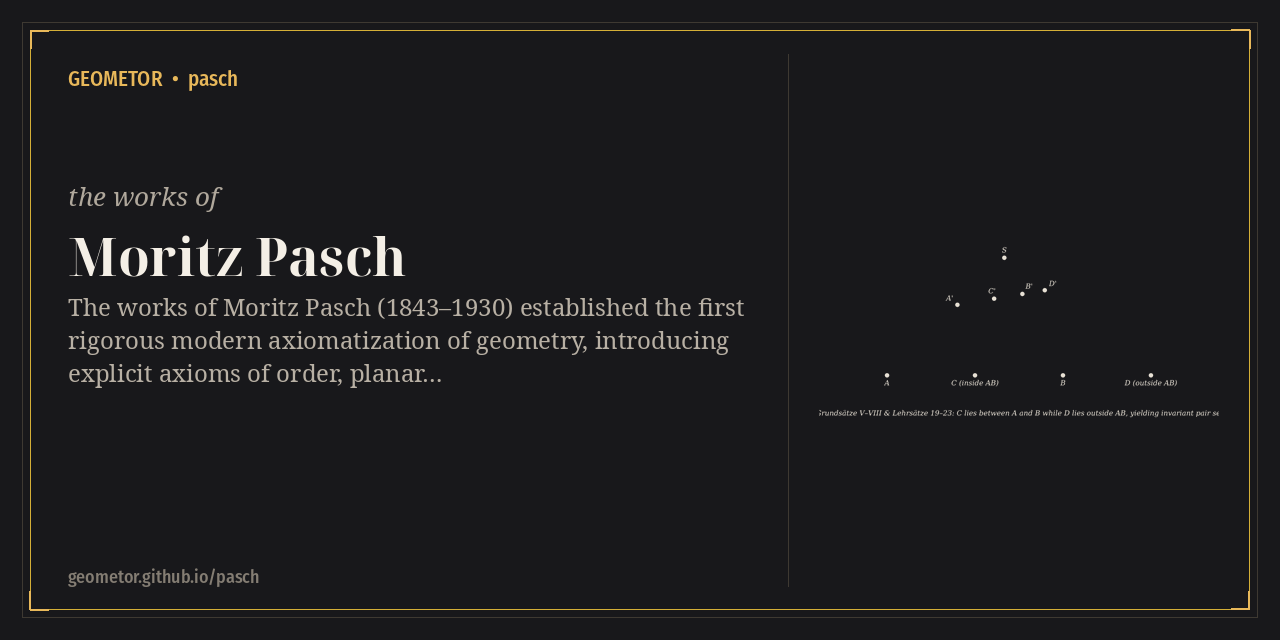 GEOMETOR • pasch
the works of
Moritz Pasch
The works of Moritz Pasch (1843–1930) established the first
rigorous modern axiomatization of geometry, introducing
explicit axioms of order, planar...
S
A'
C'
B'
D'
A
C (inside AB)
B
D (outside AB)
V–VIII & Lehrsätze 19–23: C lies between A and B while D lies outside AB, yielding invariant pair
geometor.github.io/pasch